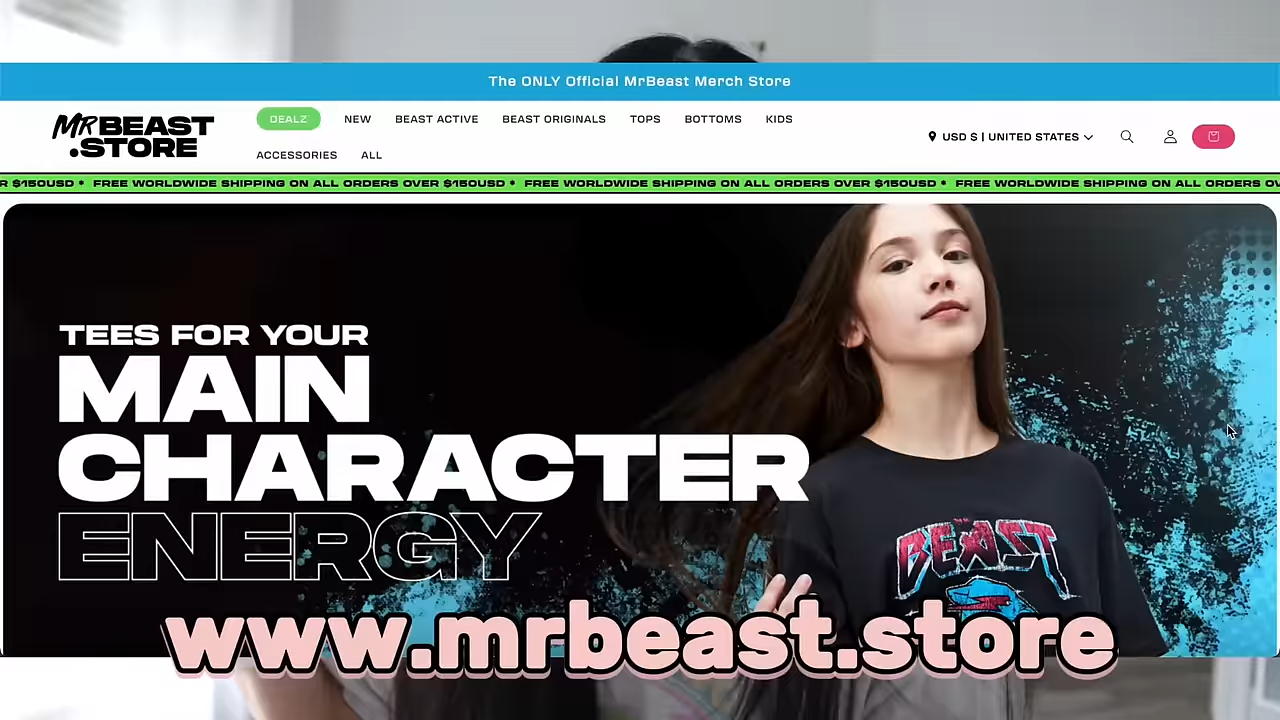 The ONLY Official MrBeast Merch Store
MRBEAST
.STORE
DEALZ NEW BEAST ACTIVE BEAST ORIGINALS TOPS BOTTOMS KIDS
ACCESSORIES ALL
USD $ | UNITED STATES
R $150USD • FREE WORLDWIDE SHIPPING ON ALL ORDERS OVER $150USD • FREE WORLDWIDE SHIPPING ON ALL ORDERS OVER $150USD • FREE WORLDWIDE SHIPPING ON ALL ORDERS OV
TEES FOR YOUR
MAIN
CHARACTER
ENERGY
BEAST
www.mrbeast.store